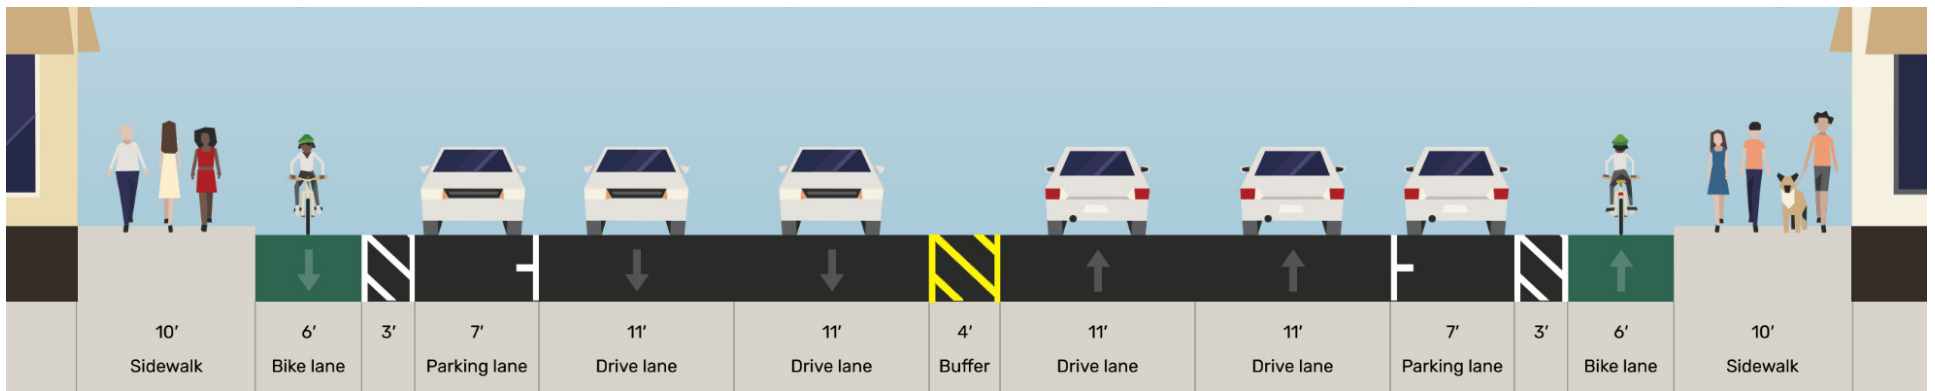 10′ 6′ 3′ 7′ 11′ 11′ 4′ 11′ 11′ 7′ 3′ 6′ 10′
Sidewalk Bike lane Parking lane Drive lane Drive lane Buffer Drive lane Drive lane Parking lane Bike lane Sidewalk